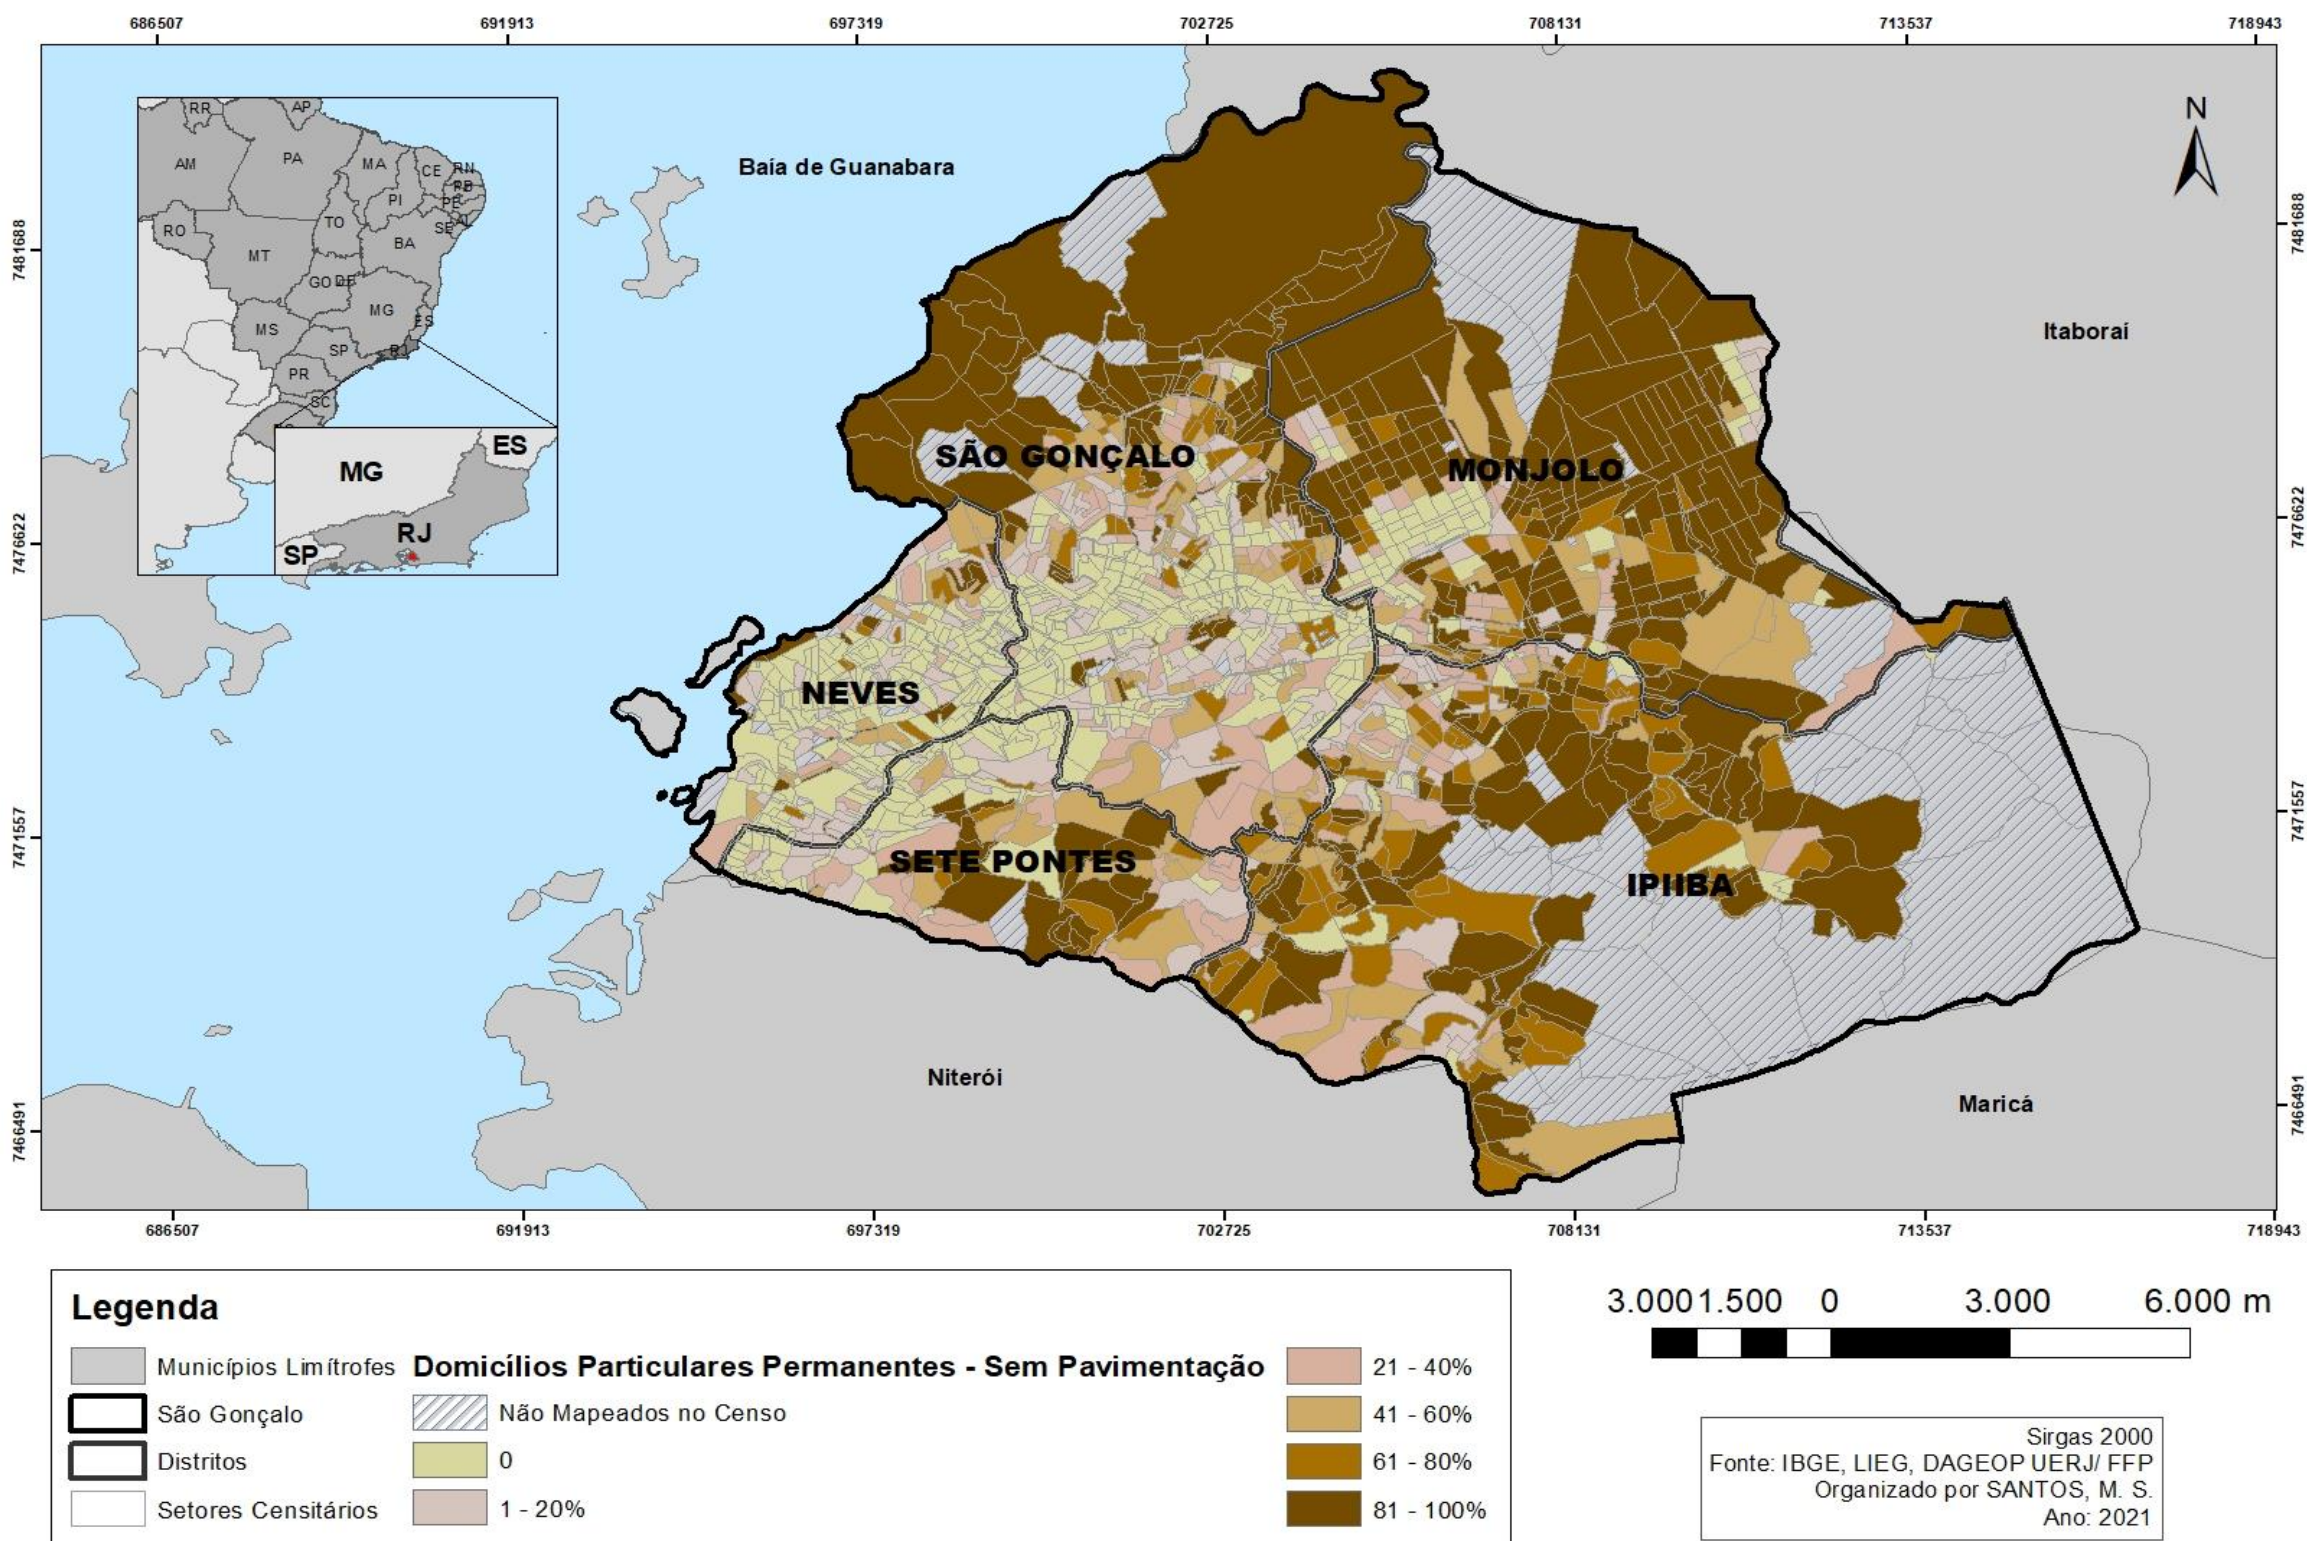 686507 691913 697319 702725 708131 713537 718943
7481688
7476622
7471557
7466491
7481688
7476622
7471557
7466491
RR
AP
AM
PA
MA
CE
RN
PB
PE
AL
SE
PI
TO
BA
RO
MT
GO
DF
MG
ES
MS
SP
RJ
PR
SC
MG
ES
RJ
SP
Baía de Guanabara
N
Itaboraí
SÃO GONÇALO
MONJOLO
NEVES
SETE PONTES
IPIIBA
Niterói
Maricá
686507 691913 697319 702725 708131 713537 718943
Legenda
Municípios Limítrofes
São Gonçalo
Distritos
Setores Censitários
Domicílios Particulares Permanentes - Sem Pavimentação
Não Mapeados no Censo
0
1 - 20%
21 - 40%
41 - 60%
61 - 80%
81 - 100%
3.000 1.500 0 3.000 6.000 m
Sirgas 2000
Fonte: IBGE, LIEG, DAGEOP UERJ/ FFP
Organizado por SANTOS, M. S.
Ano: 2021